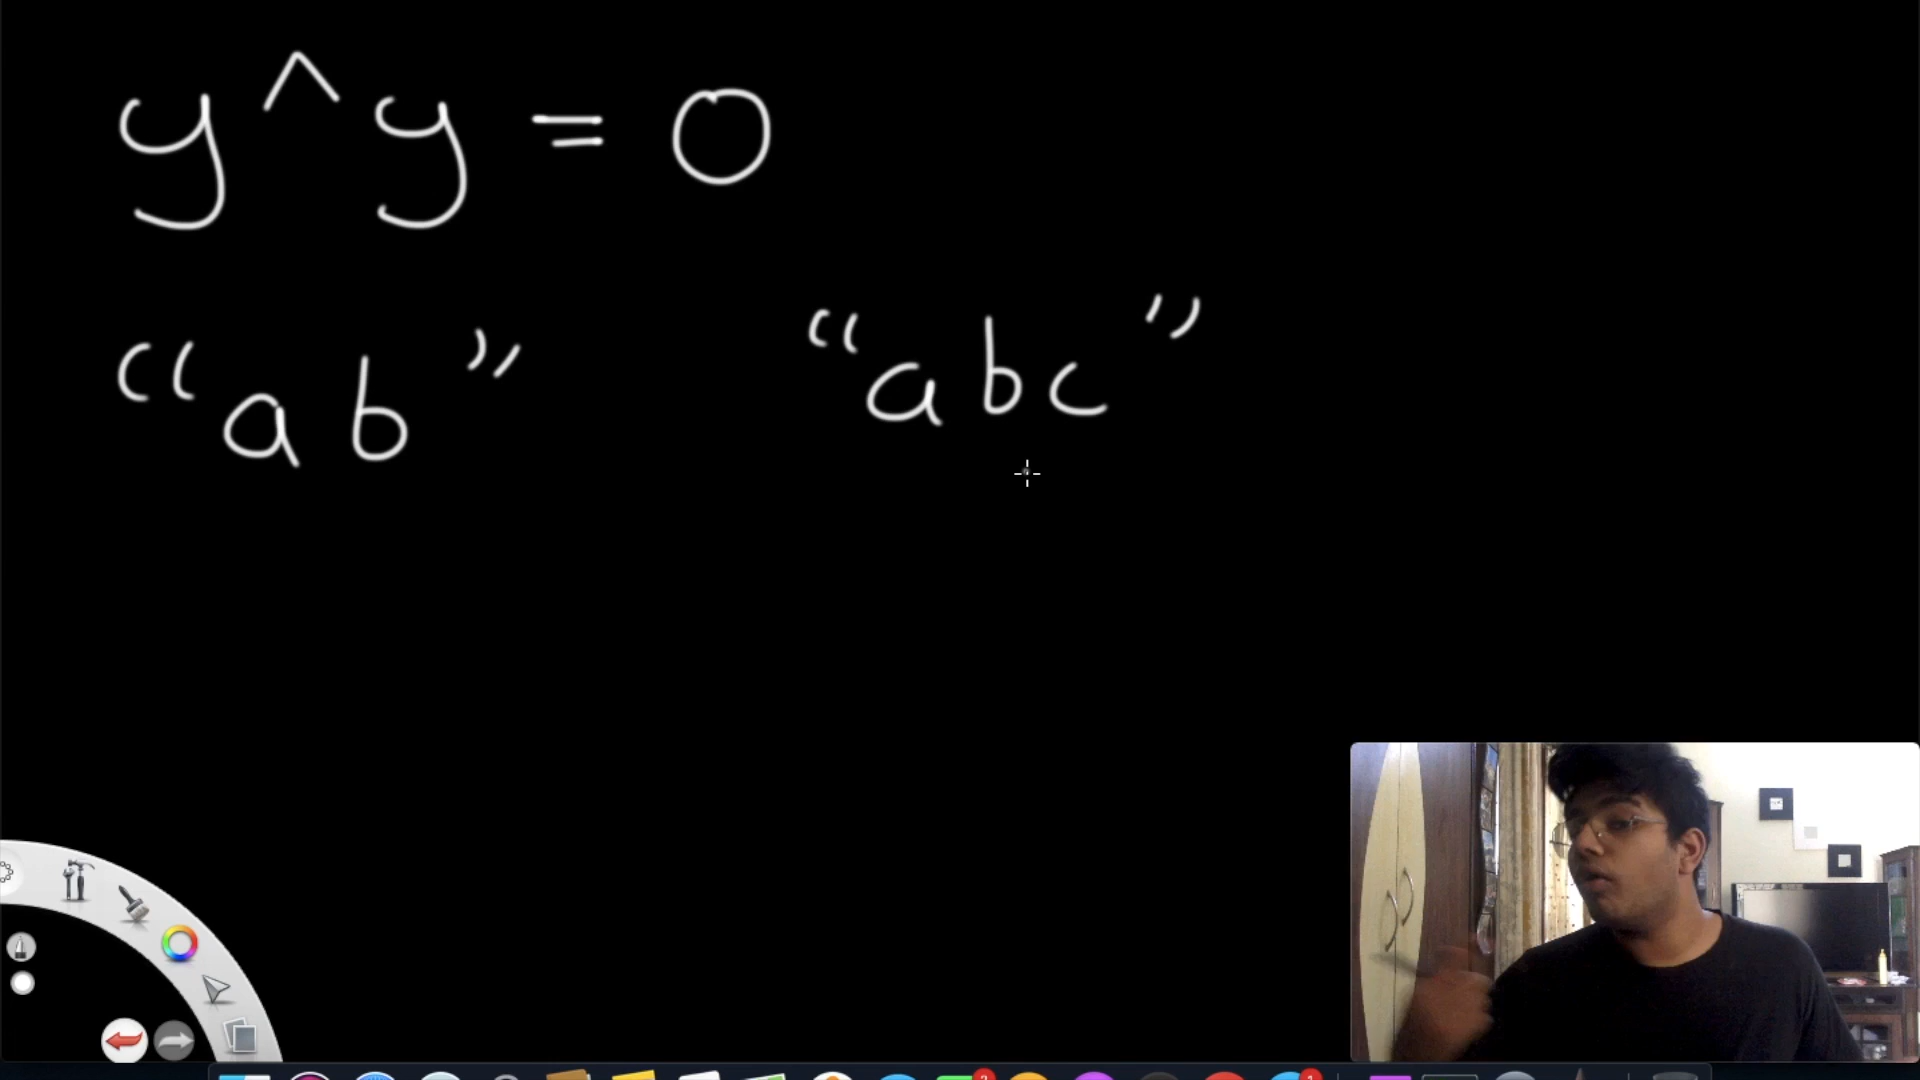 y ^ y = 0
“ab” “abc”